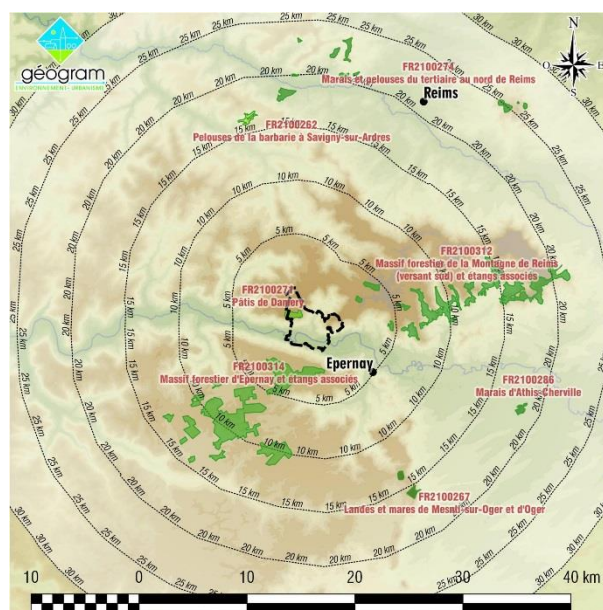 géogram
ENVIRONNEMENT - URBANISME
N
O
E
S
30 km
25 km
20 km
15 km
10 km
5 km
FR2100274
Marais et pelouses du tertiaire au nord de Reims
Reims
FR2100262
Pelouses de la barbarie à Savigny-sur-Ardres
FR2100312
Massif forestier de la Montagne de Reims
(versant sud) et étangs associés
FR2100271
Pâtis de Damery
Epernay
FR2100314
Massif forestier d'Epernay et étangs associés
FR2100286
Marais d'Athis-Cherville
FR2100267
Landes et mares de Mesnil-sur-Oger et d'Oger
10 0 10 20 30 40 km